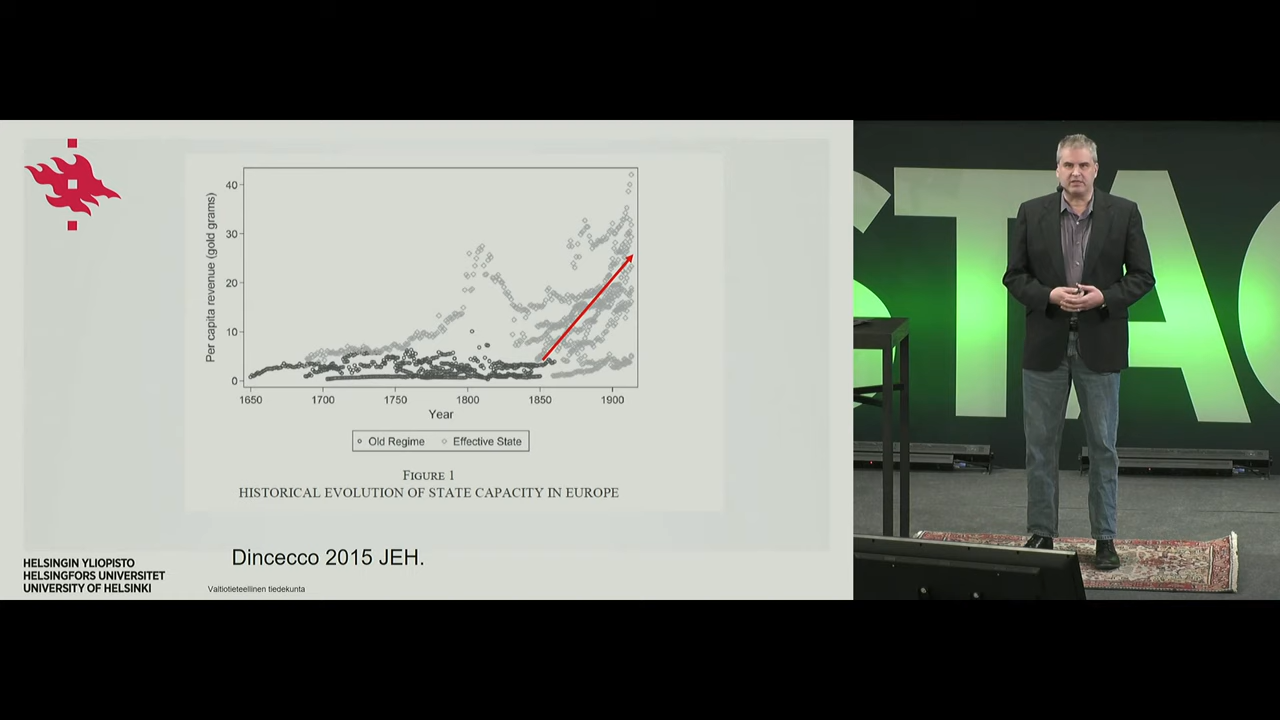 40
30
20
10
0
Per capita revenue (gold grams)
1650 1700 1750 1800 1850 1900
Year
Old Regime Effective State
FIGURE 1
HISTORICAL EVOLUTION OF STATE CAPACITY IN EUROPE
Dincecco 2015 JEH.
HELSINGIN YLIOPISTO
HELSINGFORS UNIVERSITET
UNIVERSITY OF HELSINKI
Valtiotieteellinen tiedekunta
STA